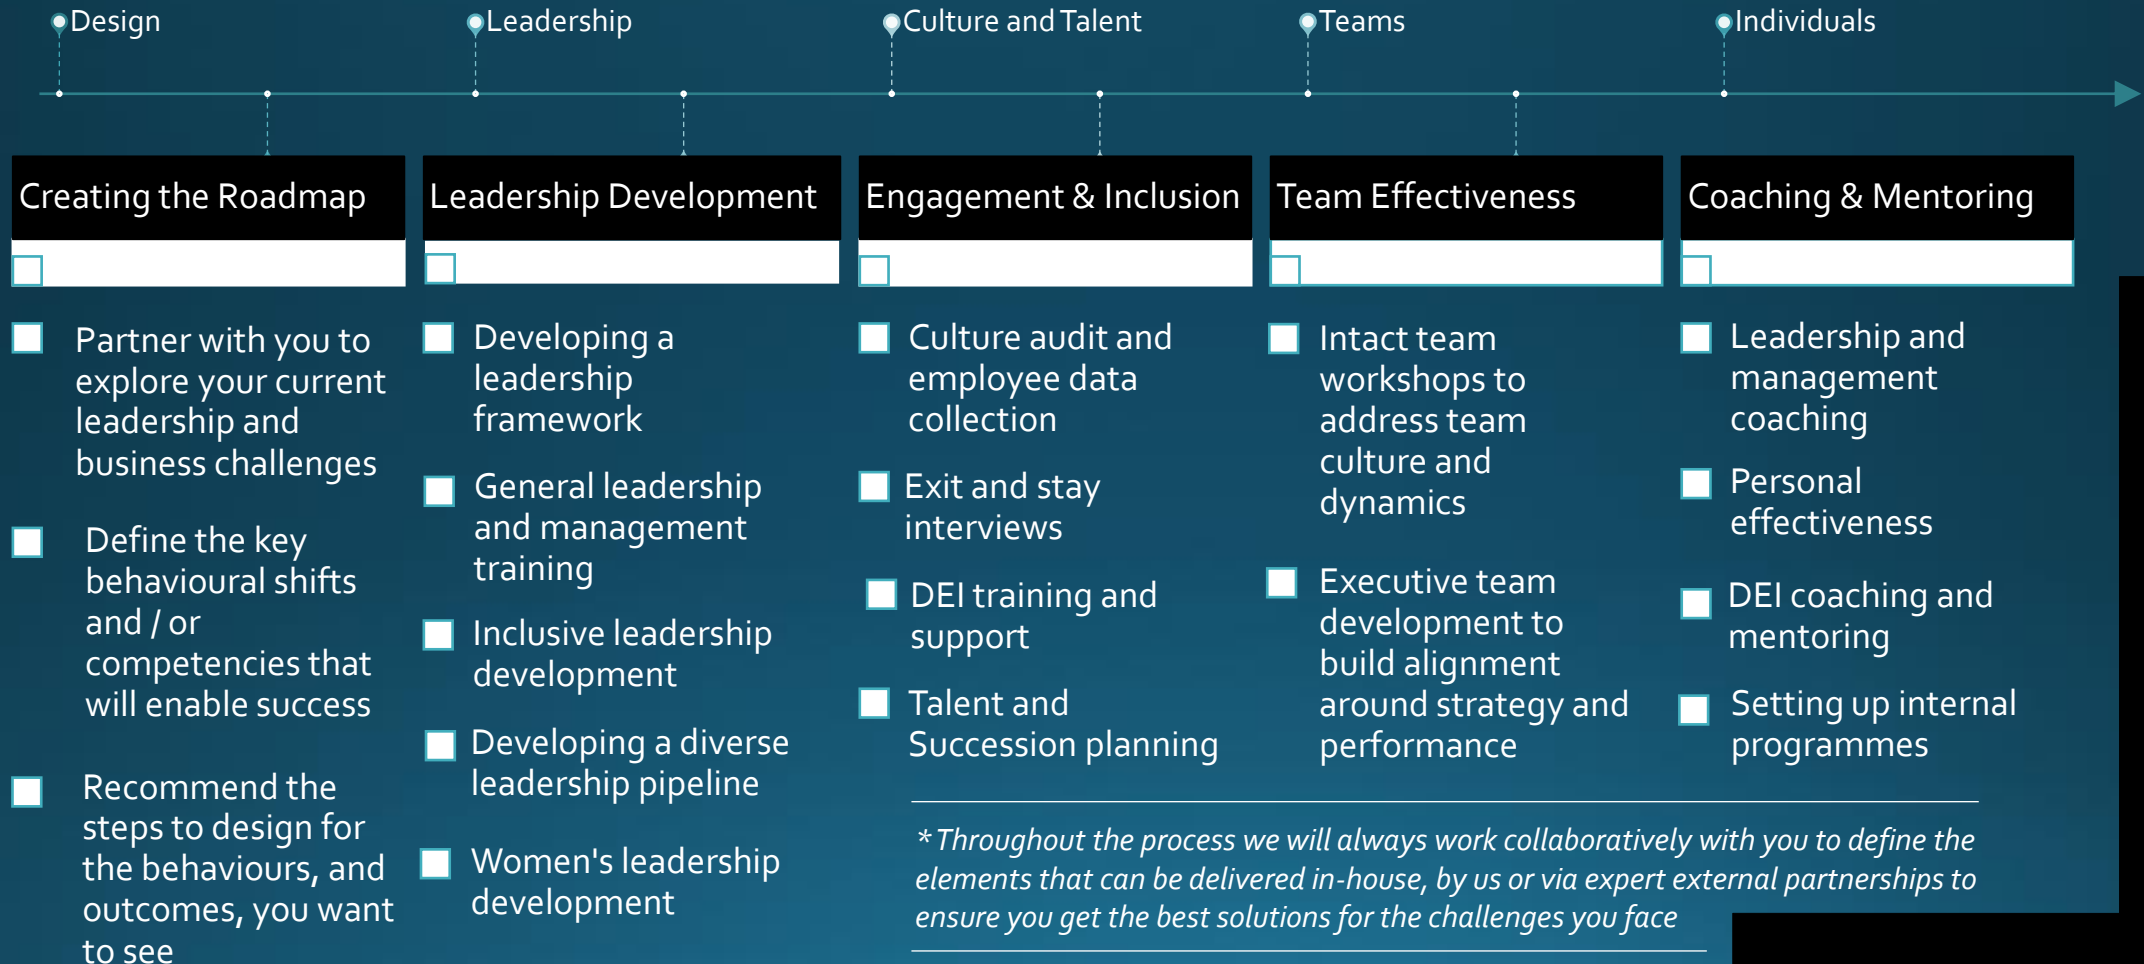 Design
Leadership
Culture and Talent
Teams
Individuals
Creating the Roadmap
Leadership Development
Engagement & Inclusion
Team Effectiveness
Coaching & Mentoring
Partner with you to
explore your current
leadership and
business challenges
Define the key
behavioural shifts
and / or
competencies that
will enable success
Recommend the
steps to design for
the behaviours, and
outcomes, you want
to see
Developing a
leadership
framework
General leadership
and management
training
Inclusive leadership
development
Developing a diverse
leadership pipeline
Women's leadership
development
Culture audit and
employee data
collection
Exit and stay
interviews
DEI training and
support
Talent and
Succession planning
Intact team
workshops to
address team
culture and
dynamics
Executive team
development to
build alignment
around strategy and
performance
Leadership and
management
coaching
Personal
effectiveness
DEI coaching and
mentoring
Setting up internal
programmes
* Throughout the process we will always work collaboratively with you to define the
elements that can be delivered in-house, by us or via expert external partnerships to
ensure you get the best solutions for the challenges you face